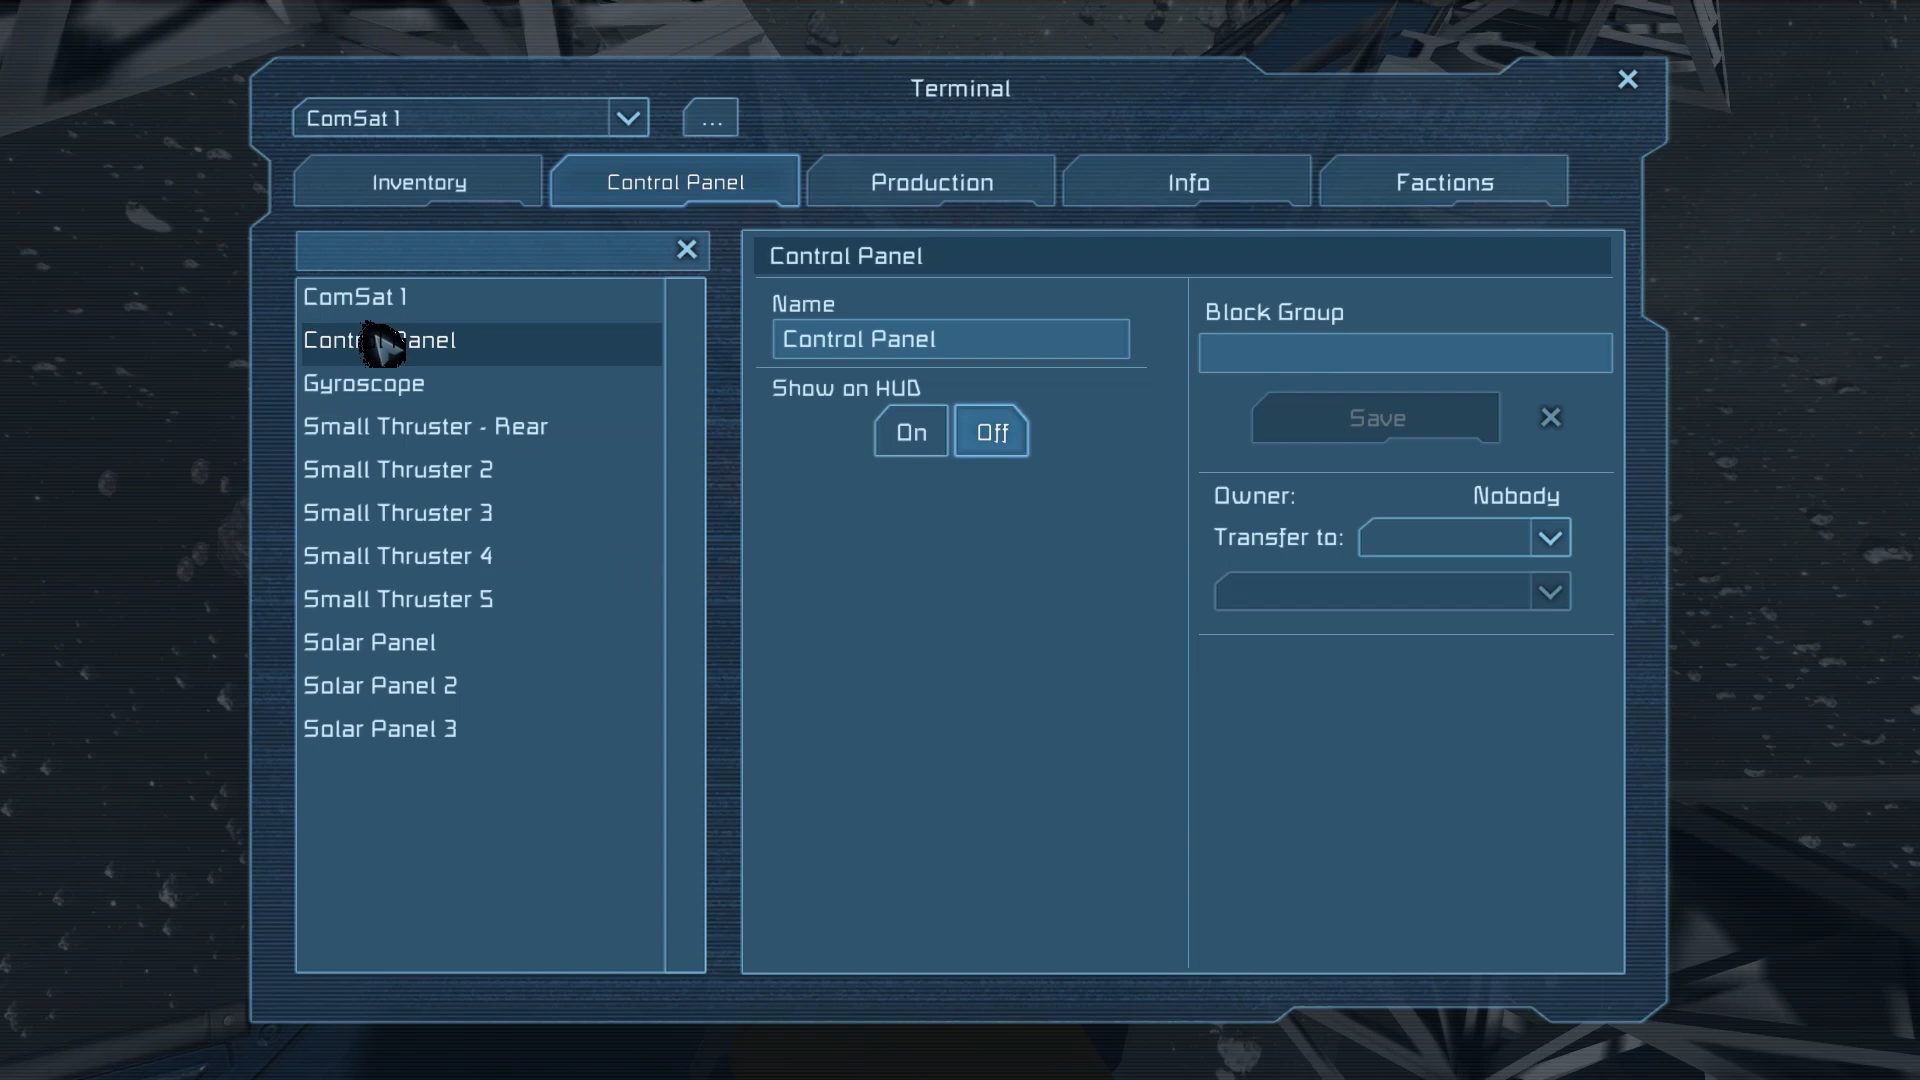 Terminal
ComSat 1
...
Inventory
Control Panel
Production
Info
Factions
ComSat 1
Control Panel
Gyroscope
Small Thruster - Rear
Small Thruster 2
Small Thruster 3
Small Thruster 4
Small Thruster 5
Solar Panel
Solar Panel 2
Solar Panel 3
Control Panel
Name
Control Panel
Show on HUD
On Off
Block Group
Save
Owner: Nobody
Transfer to: